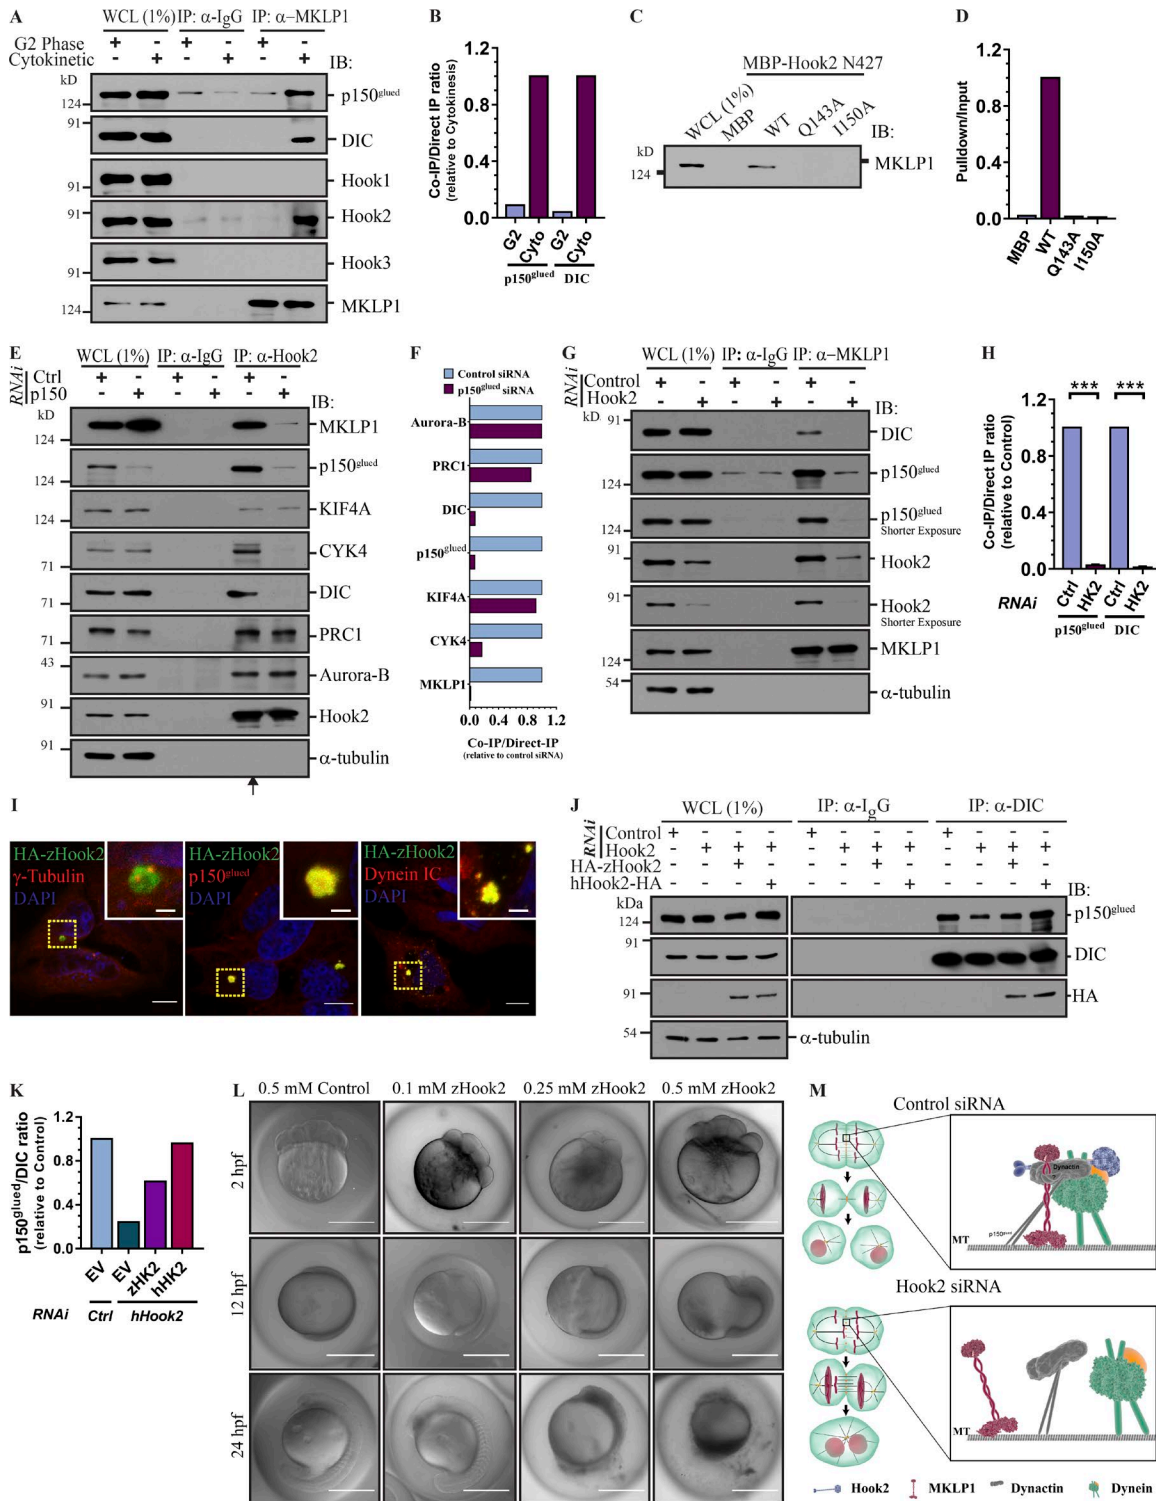 A
WCL (1%) IP: α-IgG IP: α–MKLP1
G2 Phase + - + - + -
Cytokinetic - + - + - + IB:
kD
124 p150glued
91 DIC
91 Hook1
91 Hook2
91 Hook3
124 MKLP1
B
Co-IP/Direct IP ratio
(relative to Cytokinesis)
1.2
0.8
0.4
0.0
G2 Cyto G2 Cyto
p150glued DIC
C
MBP-Hook2 N427
WCL (1%) MBP WT Q143A I150A IB:
kD
124 MKLP1
D
Pulldown/Input
1.2
0.8
0.4
0
MBP WT Q143A I150A
E
WCL (1%) IP: α-IgG IP: α-Hook2
RNAi
Ctrl + - + - + -
p150 - + - + - + IB:
kD
124 MKLP1
124 p150glued
124 KIF4A
71 CYK4
71 DIC
71 PRC1
43 Aurora-B
91 Hook2
91 α-tubulin
F
Control siRNA
p150glued siRNA
Aurora-B
PRC1
DIC
p150glued
KIF4A
CYK4
MKLP1
0.0 0.4 0.8 1.2
Co-IP/Direct-IP
(relative to control siRNA)
G
WCL (1%) IP: α-IgG IP: α–MKLP1
RNAi
Control + - + - + -
Hook2 - + - + - + IB:
kD 91 DIC
124 p150glued
124 p150glued
Shorter Exposure
91 Hook2
91 Hook2
Shorter Exposure
124 MKLP1
54 α-tubulin
H
*** ***
Co-IP/Direct IP ratio
(relative to Control)
1.2
0.8
0.4
0.0
RNAi Ctrl HK2 Ctrl HK2
p150glued DIC
I
HA-zHook2 HA-zHook2 HA-zHook2
γ-Tubulin p150glued Dynein IC
DAPI DAPI DAPI
J
WCL (1%) IP: α-IgG IP: α-DIC
RNAi
Control + - - - + - - - + - - -
Hook2 - + + + - + + + - + + +
HA-zHook2 - - + - - - + - - - + -
hHook2-HA - - - + - - - + - - - + IB:
kDa
124 p150glued
91 DIC
91 HA
54 α-tubulin
K
p150glued/DIC ratio
(relative to Control)
1.2
0.8
0.4
0.0
EV EV zHK2 hHK2
RNAi Ctrl hHook2
L
0.5 mM Control 0.1 mM zHook2 0.25 mM zHook2 0.5 mM zHook2
2 hpf
12 hpf
24 hpf
M
Control siRNA
Dynactin
MT
Hook2 siRNA
MT
Hook2 MKLP1 Dynactin Dynein